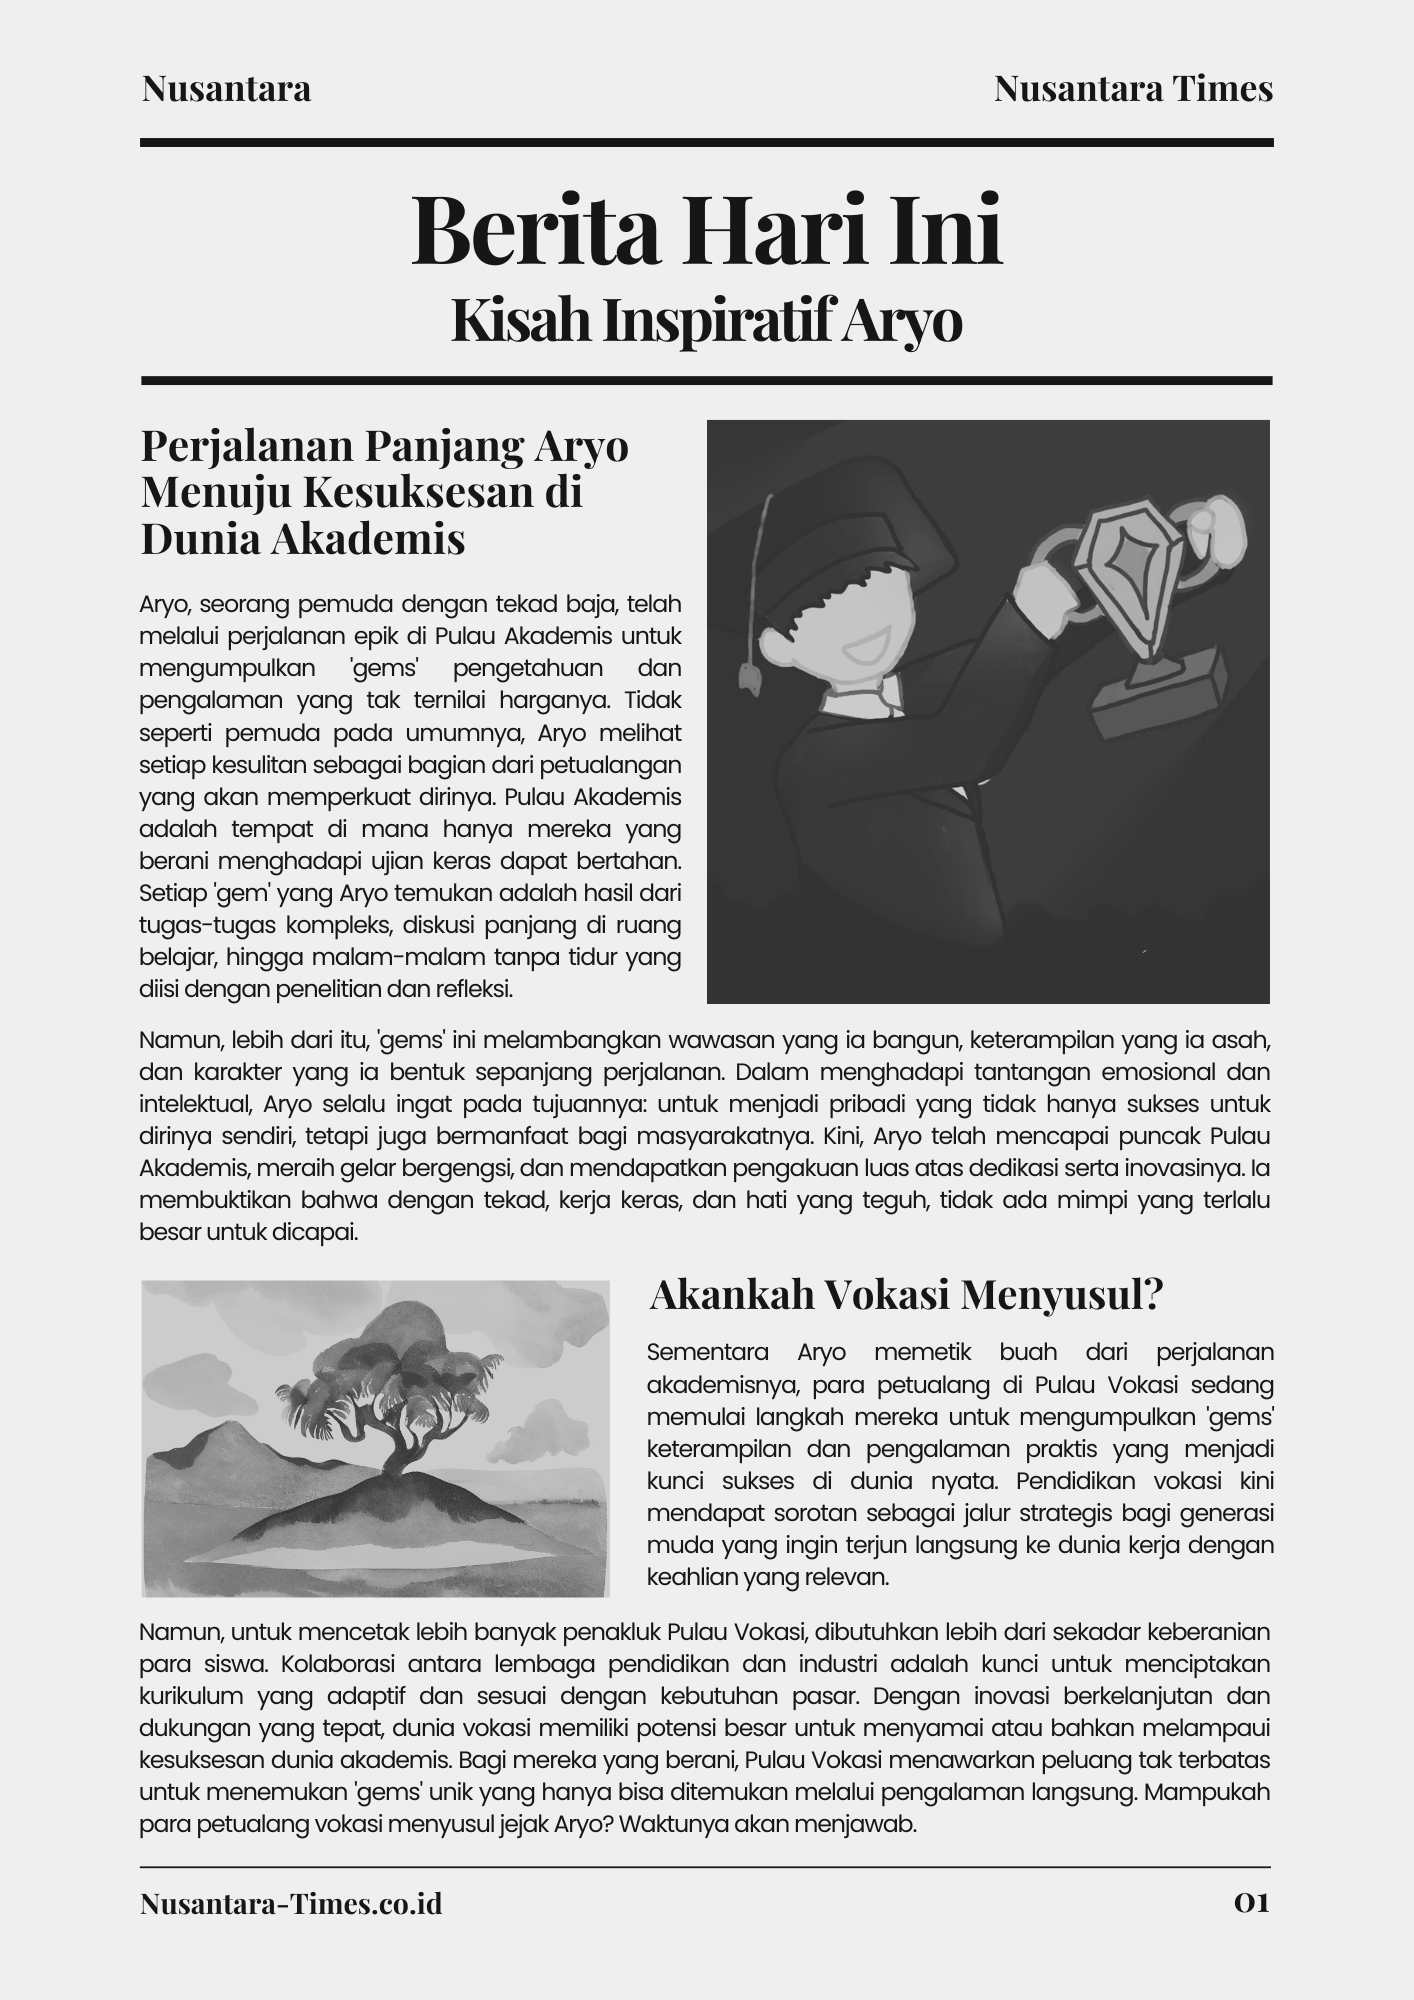 Nusantara
Nusantara Times
Berita Hari Ini
Kisah Inspiratif Aryo
Perjalanan Panjang Aryo
Menuju Kesuksesan di
Dunia Akademis
Aryo, seorang pemuda dengan tekad baja, telah
melalui perjalanan epik di Pulau Akademis untuk
mengumpulkan 'gems' pengetahuan dan
pengalaman yang tak ternilai harganya. Tidak
seperti pemuda pada umumnya, Aryo melihat
setiap kesulitan sebagai bagian dari petualangan
yang akan memperkuat dirinya. Pulau Akademis
adalah tempat di mana hanya mereka yang
berani menghadapi ujian keras dapat bertahan.
Setiap 'gem' yang Aryo temukan adalah hasil dari
tugas-tugas kompleks, diskusi panjang di ruang
belajar, hingga malam-malam tanpa tidur yang
diisi dengan penelitian dan refleksi.
Namun, lebih dari itu, 'gems' ini melambangkan wawasan yang ia bangun, keterampilan yang ia asah,
dan karakter yang ia bentuk sepanjang perjalanan. Dalam menghadapi tantangan emosional dan
intelektual, Aryo selalu ingat pada tujuannya: untuk menjadi pribadi yang tidak hanya sukses untuk
dirinya sendiri, tetapi juga bermanfaat bagi masyarakatnya. Kini, Aryo telah mencapai puncak Pulau
Akademis, meraih gelar bergengsi, dan mendapatkan pengakuan luas atas dedikasi serta inovasinya. Ia
membuktikan bahwa dengan tekad, kerja keras, dan hati yang teguh, tidak ada mimpi yang terlalu
besar untuk dicapai.
Akankah Vokasi Menyusul?
Sementara Aryo memetik buah dari perjalanan
akademisnya, para petualang di Pulau Vokasi sedang
memulai langkah mereka untuk mengumpulkan 'gems'
keterampilan dan pengalaman praktis yang menjadi
kunci sukses di dunia nyata. Pendidikan vokasi kini
mendapat sorotan sebagai jalur strategis bagi generasi
muda yang ingin terjun langsung ke dunia kerja dengan
keahlian yang relevan.
Namun, untuk mencetak lebih banyak penakluk Pulau Vokasi, dibutuhkan lebih dari sekadar keberanian
para siswa. Kolaborasi antara lembaga pendidikan dan industri adalah kunci untuk menciptakan
kurikulum yang adaptif dan sesuai dengan kebutuhan pasar. Dengan inovasi berkelanjutan dan
dukungan yang tepat, dunia vokasi memiliki potensi besar untuk menyamai atau bahkan melampaui
kesuksesan dunia akademis. Bagi mereka yang berani, Pulau Vokasi menawarkan peluang tak terbatas
untuk menemukan 'gems' unik yang hanya bisa ditemukan melalui pengalaman langsung. Mampukah
para petualang vokasi menyusul jejak Aryo? Waktunya akan menjawab.
Nusantara-Times.co.id
01